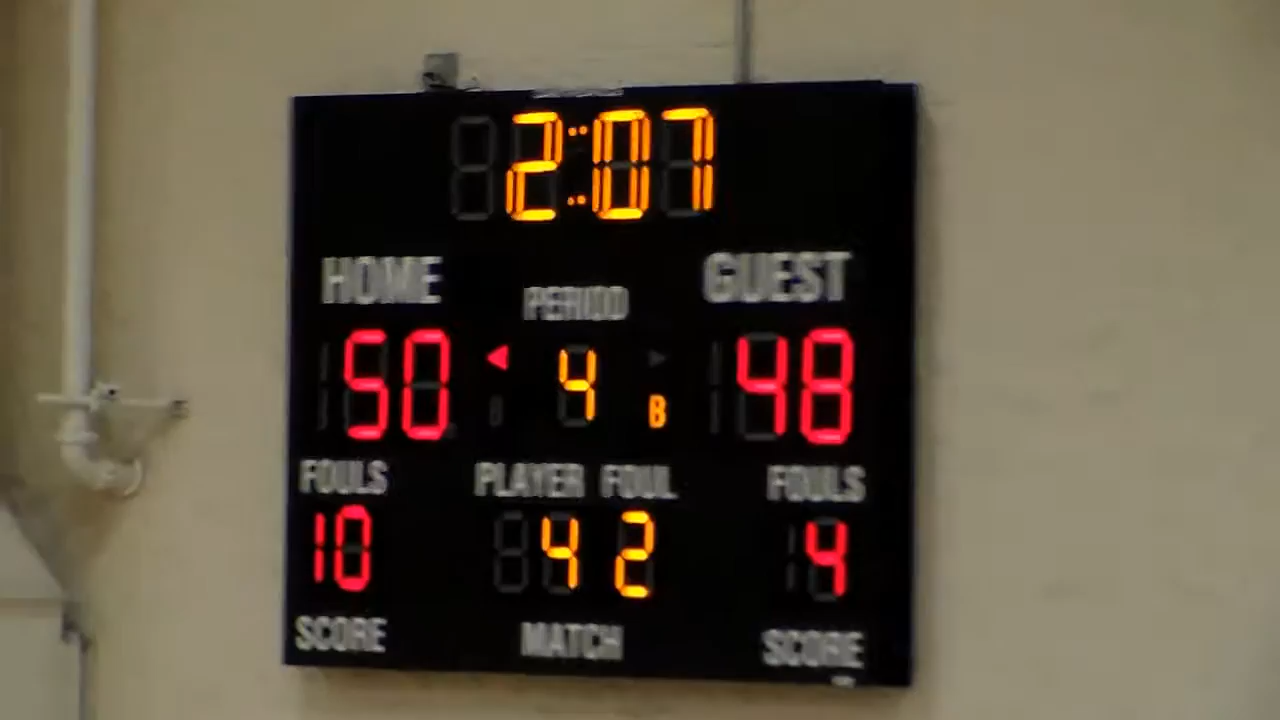 2:07
HOME PERIOD GUEST
50 4 B 48
FOULS PLAYER FOUL FOULS
10 4 2 4
SCORE MATCH SCORE